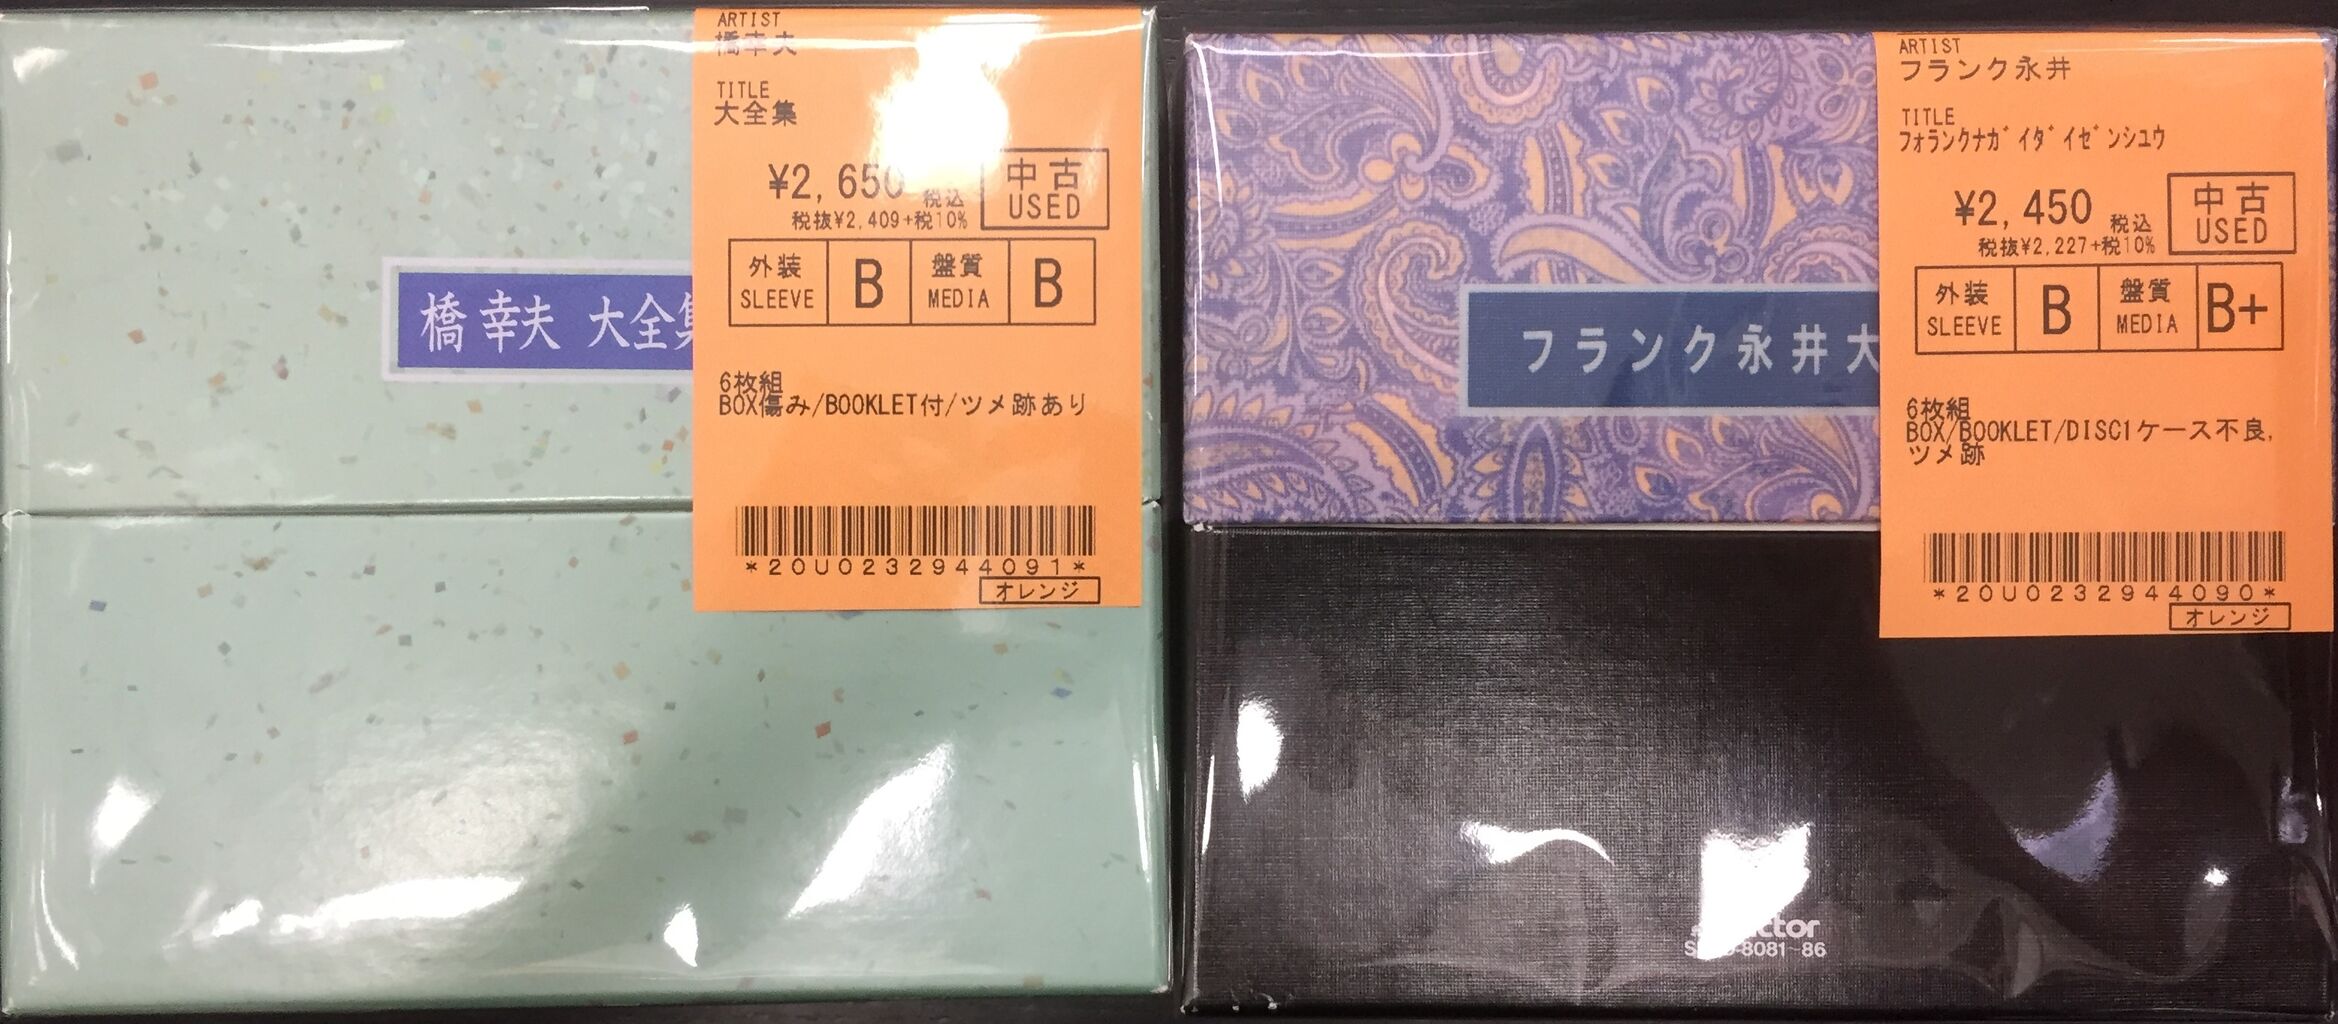 ARTIST
橋幸夫
TITLE
大全集
¥2,650 税込
税抜¥2,409+税10%
中古
USED
外装
SLEEVE
B
盤質
MEDIA
B
6枚組
BOX傷み/BOOKLET付/ツメ跡あり
*20U0232944091*
オレンジ
橋幸夫 大全集
ARTIST
フランク永井
TITLE
フォランクナガイダイゼンシュウ
¥2,450 税込
税抜¥2,227+税10%
中古
USED
外装
SLEEVE
B
盤質
MEDIA
B+
6枚組
BOX/BOOKLET/DISC1ケース不良,
ツメ跡
*20U0232944090*
オレンジ
フランク永井大
8081~86